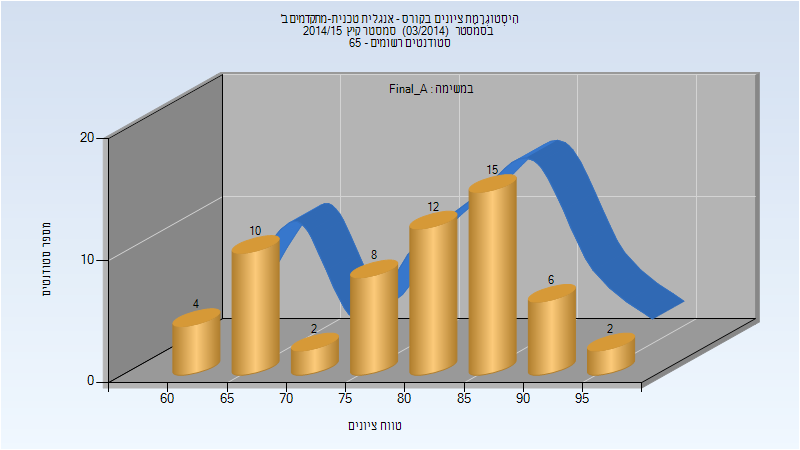 היסטוגרמת ציונים בקורס - אנגלית טכנית-מתקדמים ב'
בסמסטר (03/2014) סמסטר קיץ 2014/15
סטודנטים רשומים - 65
במשימה : Final_A
20
10
0
מספר סטודנטים
4
10
2
8
12
15
6
2
60 65 70 75 80 85 90 95
טווח ציונים